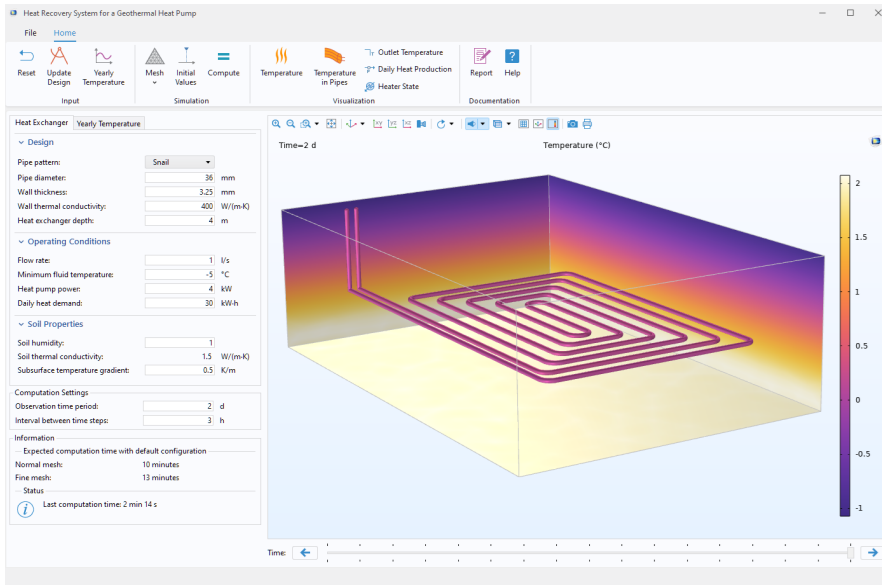 Heat Recovery System for a Geothermal Heat Pump
File Home
Reset
Update Design
Yearly Temperature
Input
Mesh
Initial Values
Compute
Simulation
Temperature
Temperature in Pipes
Outlet Temperature
Daily Heat Production
Heater State
Visualization
Report
Help
Documentation
Heat Exchanger Yearly Temperature
Design
Pipe pattern: Snail
Pipe diameter: 36 mm
Wall thickness: 3.25 mm
Wall thermal conductivity: 400 W/(m·K)
Heat exchanger depth: 4 m
Operating Conditions
Flow rate: 1 l/s
Minimum fluid temperature: -5 °C
Heat pump power: 4 kW
Daily heat demand: 30 kW·h
Soil Properties
Soil humidity: 1
Soil thermal conductivity: 1.5 W/(m·K)
Subsurface temperature gradient: 0.5 K/m
Computation Settings
Observation time period: 2 d
Interval between time steps: 3 h
Information
Expected computation time with default configuration
Normal mesh: 10 minutes
Fine mesh: 13 minutes
Status
Last computation time: 2 min 14 s
xy yz xz
Time=2 d
Temperature (°C)
2
1.5
1
0.5
0
-0.5
-1
Time: